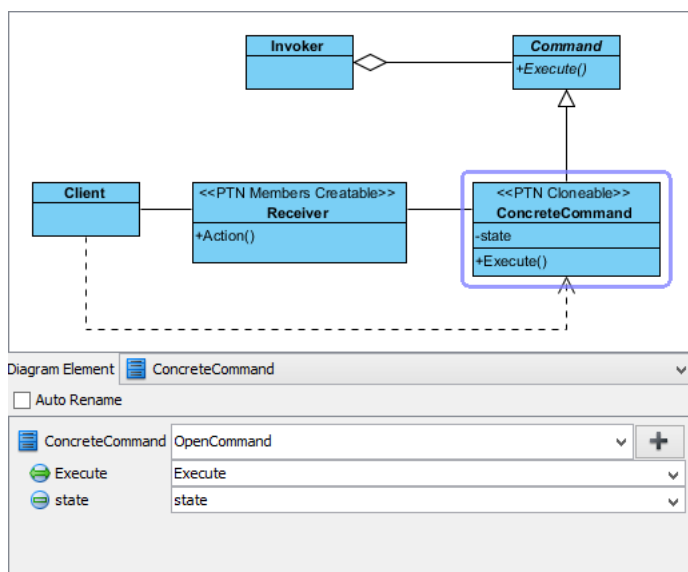 Invoker
Command
+Execute()
Client
<<PTN Members Creatable>>
Receiver
+Action()
<<PTN Cloneable>>
ConcreteCommand
-state
+Execute()
Diagram Element ConcreteCommand
Auto Rename
ConcreteCommand OpenCommand
Execute Execute
state state